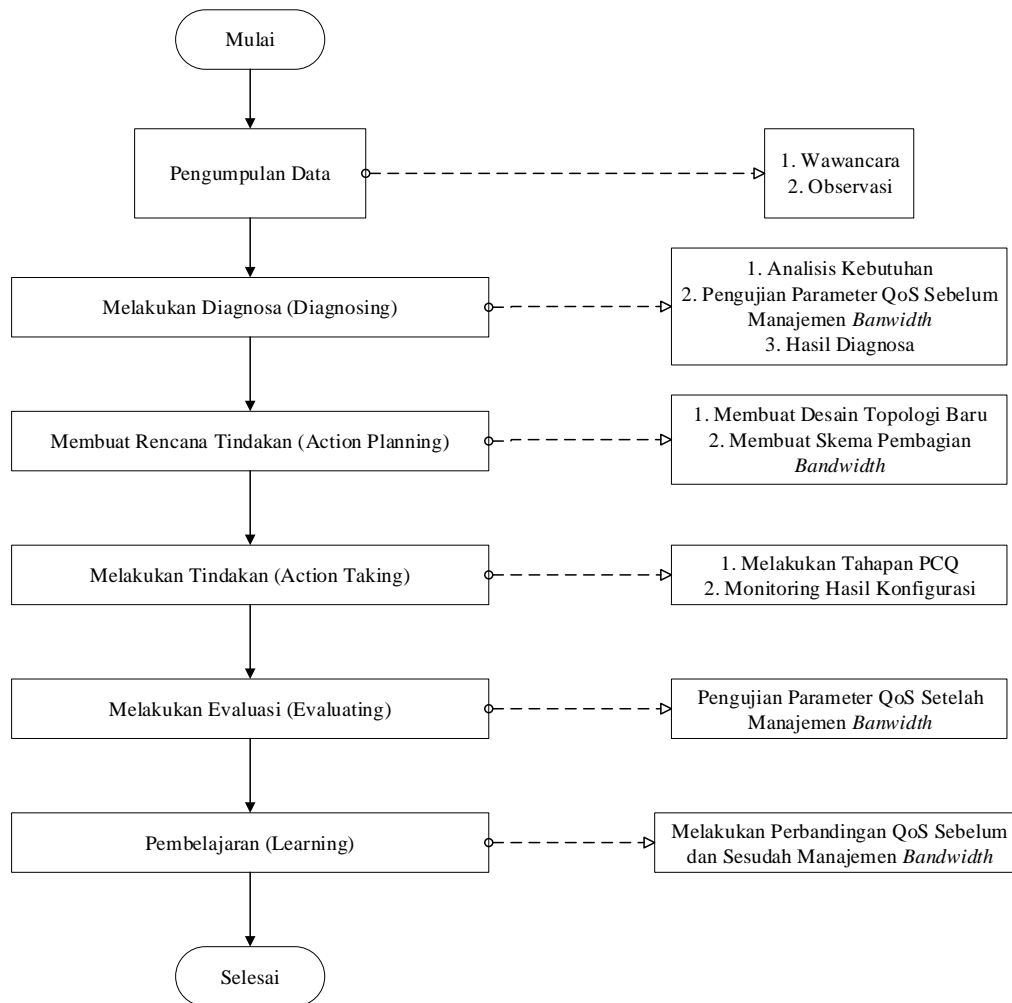 Mulai
Pengumpulan Data
1. Wawancara
2. Observasi
Melakukan Diagnosa (Diagnosing)
1. Analisis Kebutuhan
2. Pengujian Parameter QoS Sebelum
Manajemen Banwidth
3. Hasil Diagnosa
Membuat Rencana Tindakan (Action Planning)
1. Membuat Desain Topologi Baru
2. Membuat Skema Pembagian
Bandwidth
Melakukan Tindakan (Action Taking)
1. Melakukan Tahapan PCQ
2. Monitoring Hasil Konfigurasi
Melakukan Evaluasi (Evaluating)
Pengujian Parameter QoS Setelah
Manajemen Banwidth
Pembelajaran (Learning)
Melakukan Perbandingan QoS Sebelum
dan Sesudah Manajemen Bandwidth
Selesai